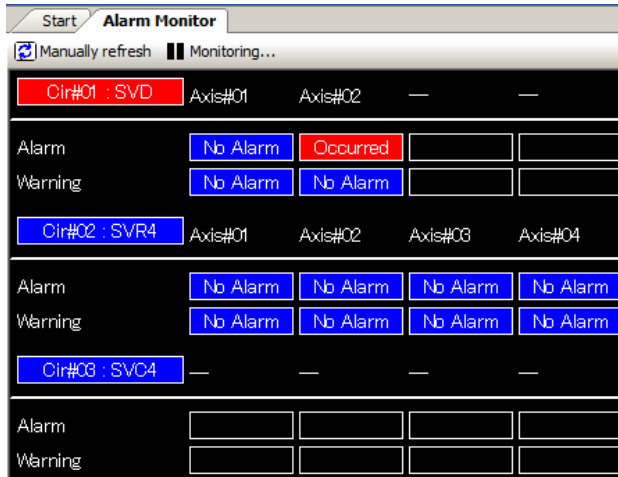 Start Alarm Monitor
Manually refresh Monitoring...
Cir#01 : SVD Axis#01 Axis#02 — —
Alarm No Alarm Occurred
Warning No Alarm No Alarm
Cir#02 : SVR4 Axis#01 Axis#02 Axis#03 Axis#04
Alarm No Alarm No Alarm No Alarm No Alarm
Warning No Alarm No Alarm No Alarm No Alarm
Cir#03 : SVC4 — — — —
Alarm
Warning